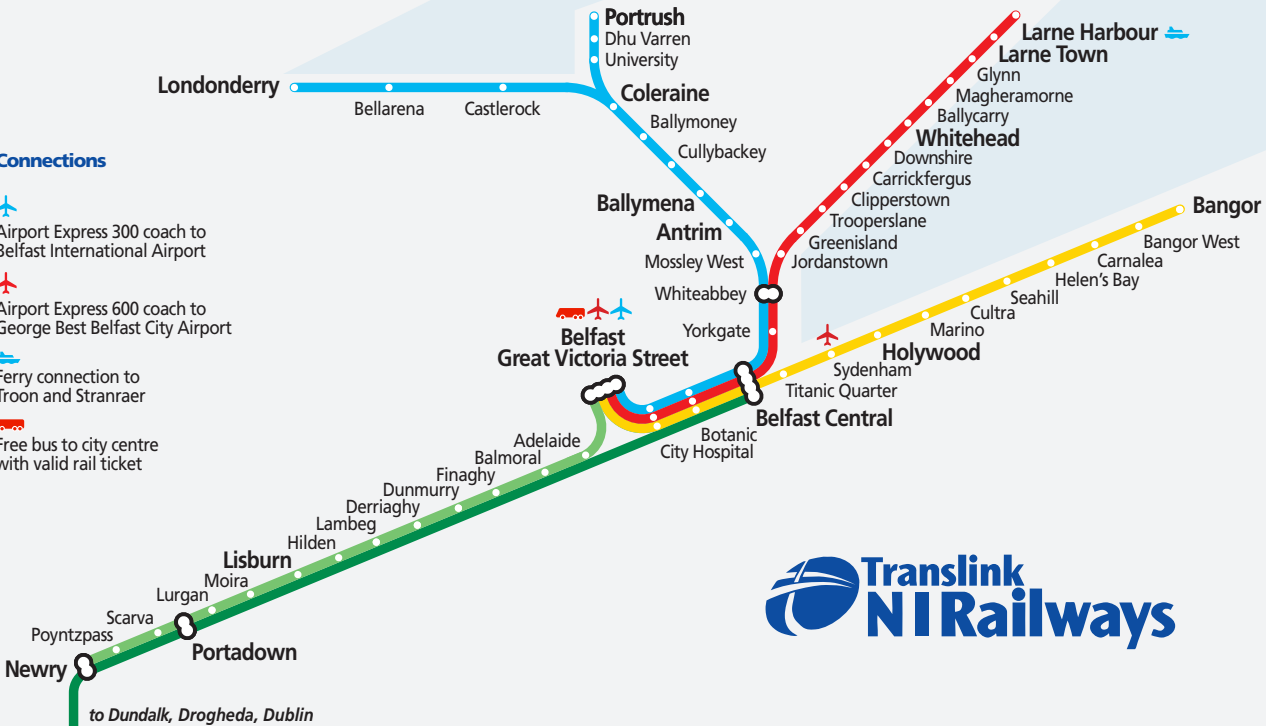 Portrush
Dhu Varren
University
Londonderry
Bellarena
Castlerock
Coleraine
Ballymoney
Cullybackey
Ballymena
Antrim
Mossley West
Whiteabbey
Yorkgate
Larne Harbour
Larne Town
Glynn
Magheramorne
Ballycarry
Whitehead
Downshire
Carrickfergus
Clipperstown
Trooperslane
Greenisland
Jordanstown
Bangor
Bangor West
Carnalea
Helen's Bay
Seahill
Cultra
Marino
Holywood
Sydenham
Titanic Quarter
Belfast Central
Botanic
City Hospital
Belfast
Great Victoria Street
Adelaide
Balmoral
Finaghy
Dunmurry
Derriaghy
Lambeg
Hilden
Lisburn
Moira
Lurgan
Portadown
Scarva
Poyntzpass
Newry
to Dundalk, Drogheda, Dublin
Connections
Airport Express 300 coach to
Belfast International Airport
Airport Express 600 coach to
George Best Belfast City Airport
Ferry connection to
Troon and Stranraer
Free bus to city centre
with valid rail ticket
Translink
NI Railways